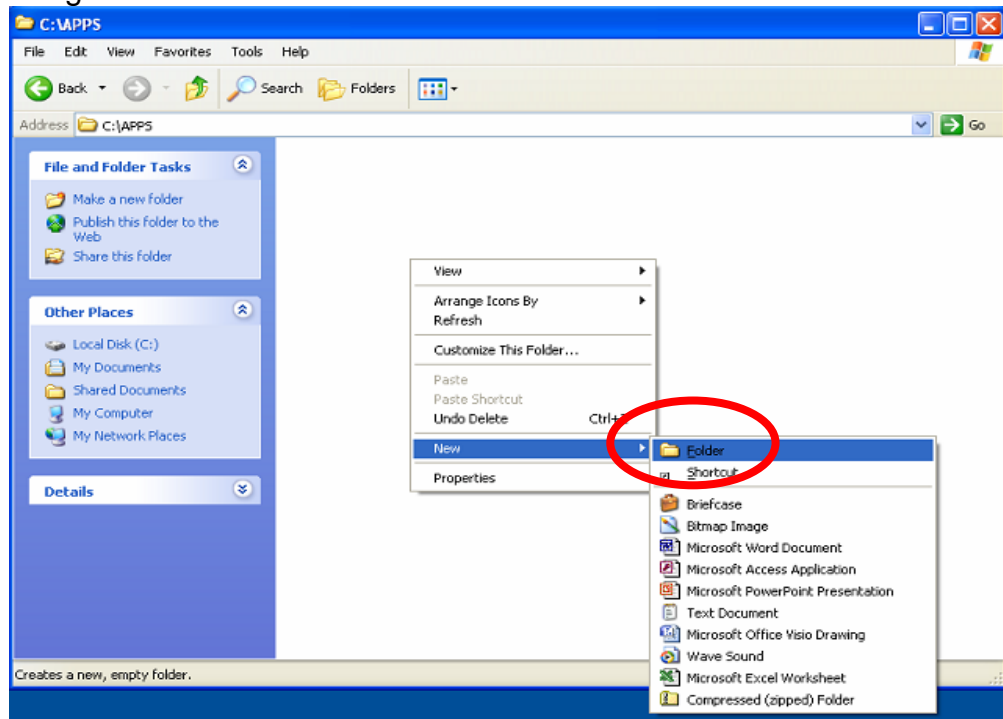 C:\APPS
File Edit View Favorites Tools Help
Back Search Folders
Address C:\APPS Go
File and Folder Tasks
Make a new folder
Publish this folder to the
Web
Share this folder
Other Places
Local Disk (C:)
My Documents
Shared Documents
My Computer
My Network Places
Details
View
Arrange Icons By
Refresh
Customize This Folder...
Paste
Paste Shortcut
Undo Delete
New
Properties
Folder
Shortcut
Briefcase
Bitmap Image
Microsoft Word Document
Microsoft Access Application
Microsoft PowerPoint Presentation
Text Document
Microsoft Office Visio Drawing
Wave Sound
Microsoft Excel Worksheet
Compressed (zipped) Folder
Creates a new, empty folder.